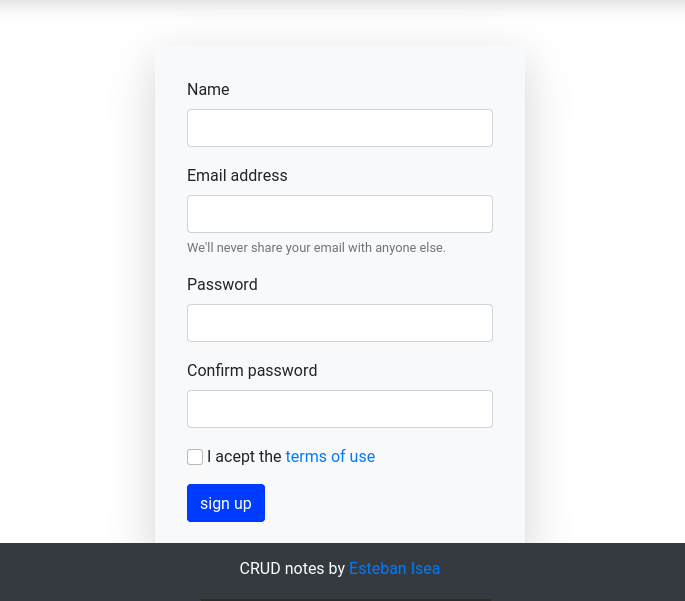 Name
Email address
We'll never share your email with anyone else.
Password
Confirm password
I acept the terms of use
sign up
CRUD notes by Esteban Isea